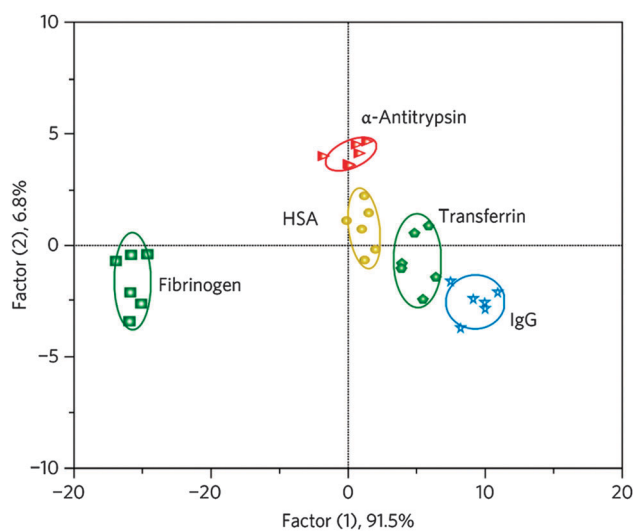 10
5
0
−5
−10
Factor (2), 6.8%
α-Antitrypsin
HSA
Transferrin
Fibrinogen
IgG
−20
−20
0
10
20
Factor (1), 91.5%